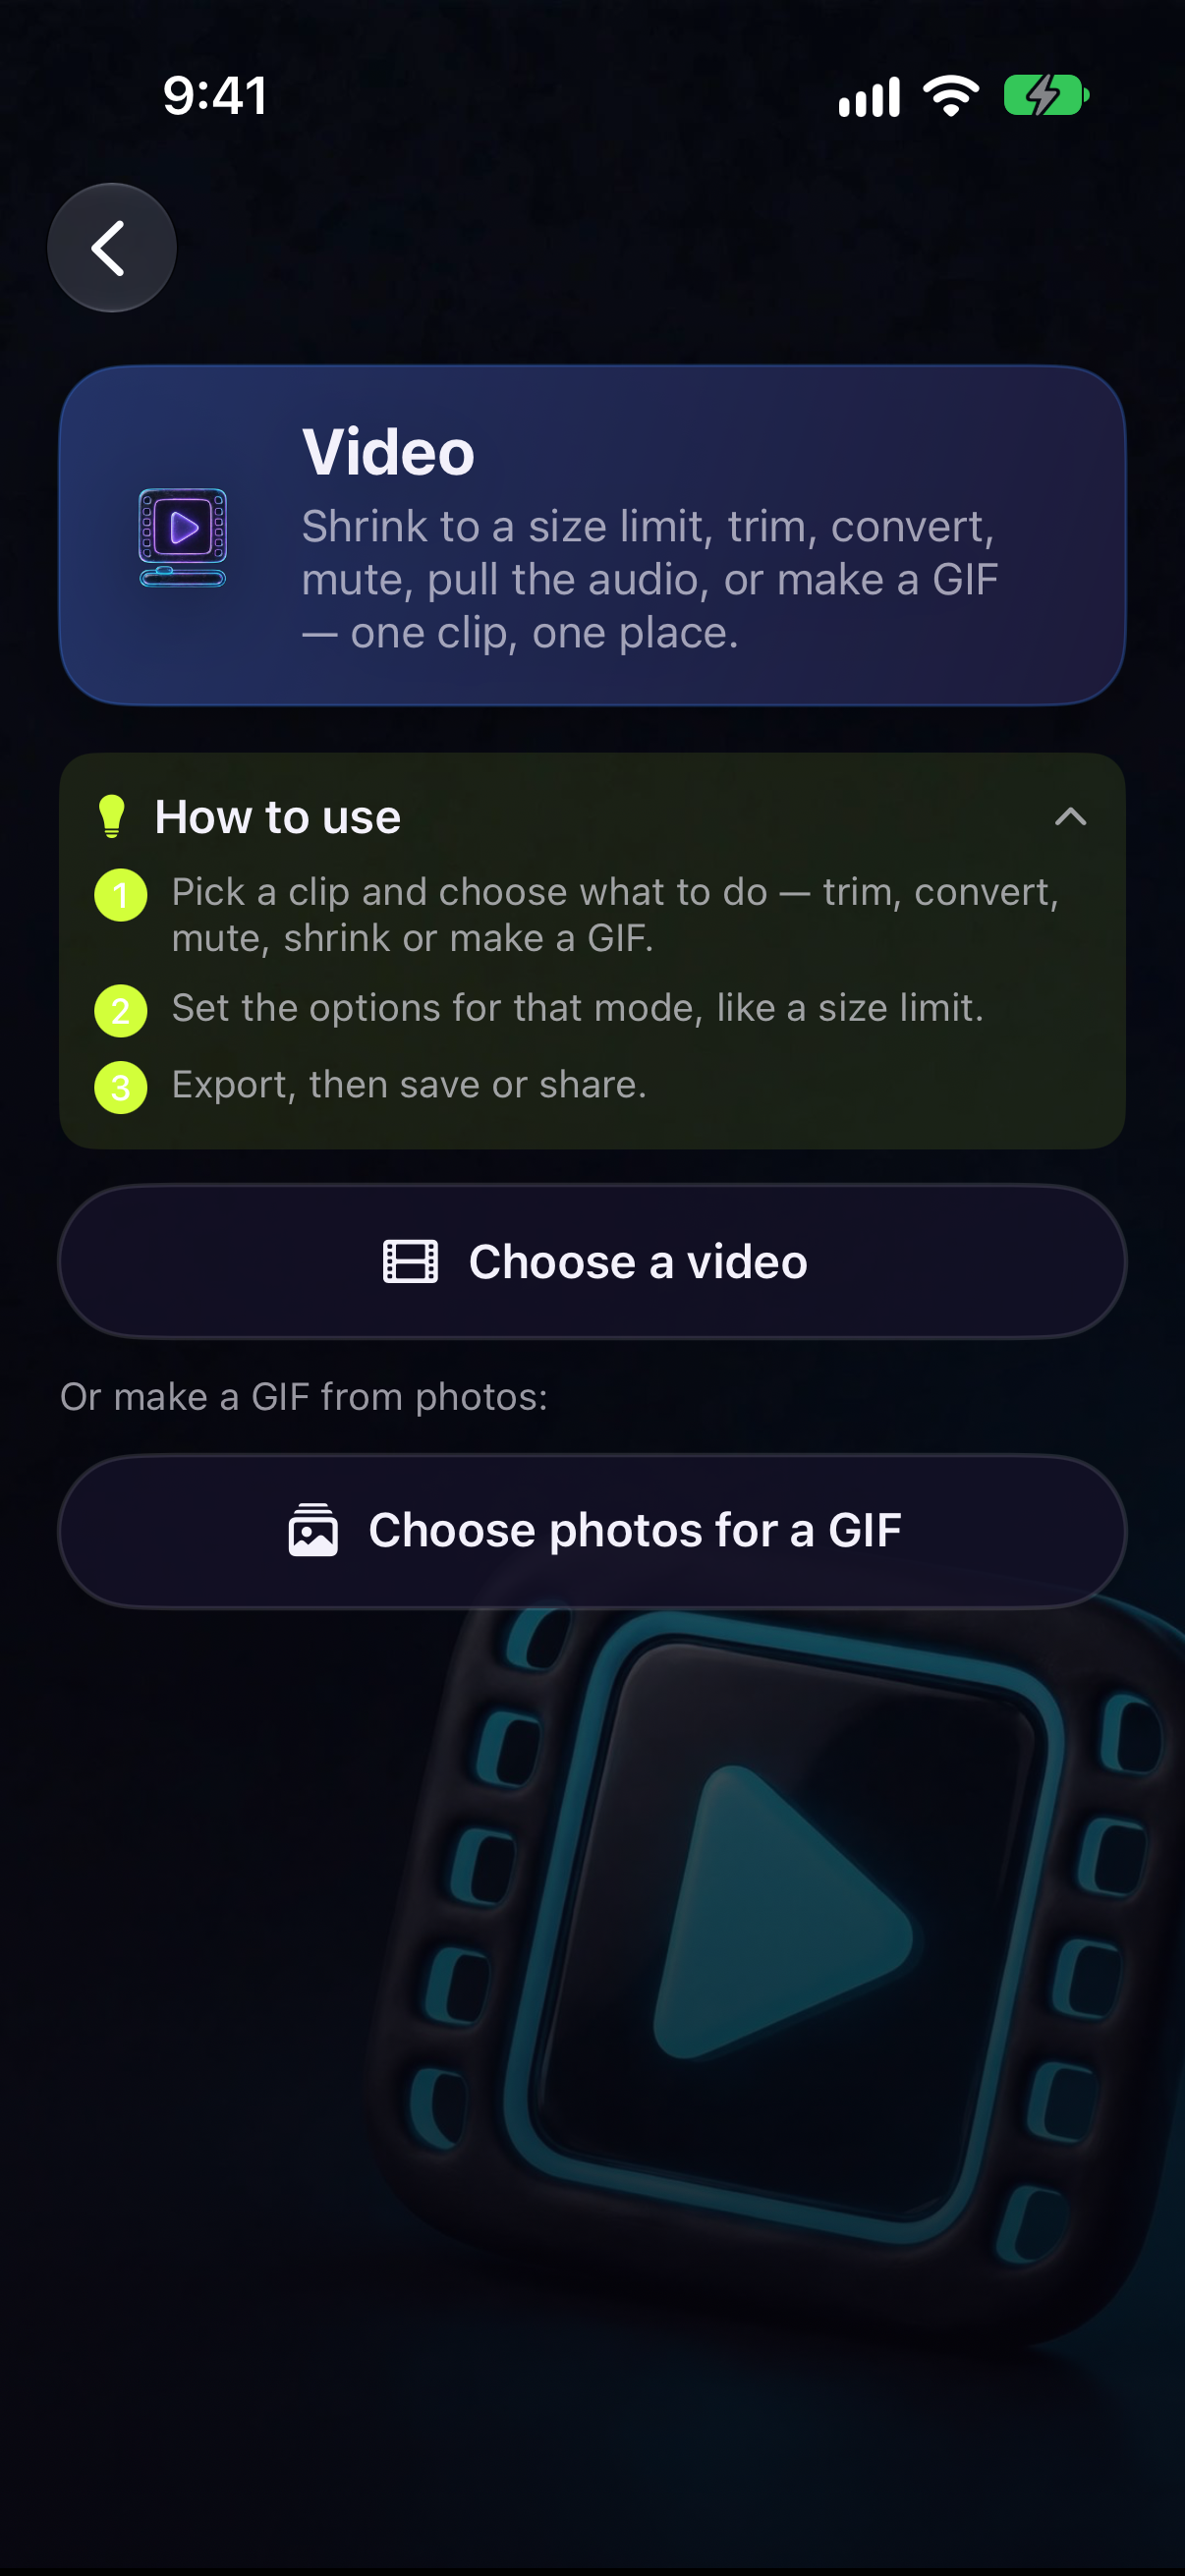 9:41
Video
Shrink to a size limit, trim, convert,
mute, pull the audio, or make a GIF
— one clip, one place.
How to use
1 Pick a clip and choose what to do — trim, convert,
mute, shrink or make a GIF.
2 Set the options for that mode, like a size limit.
3 Export, then save or share.
Choose a video
Or make a GIF from photos:
Choose photos for a GIF